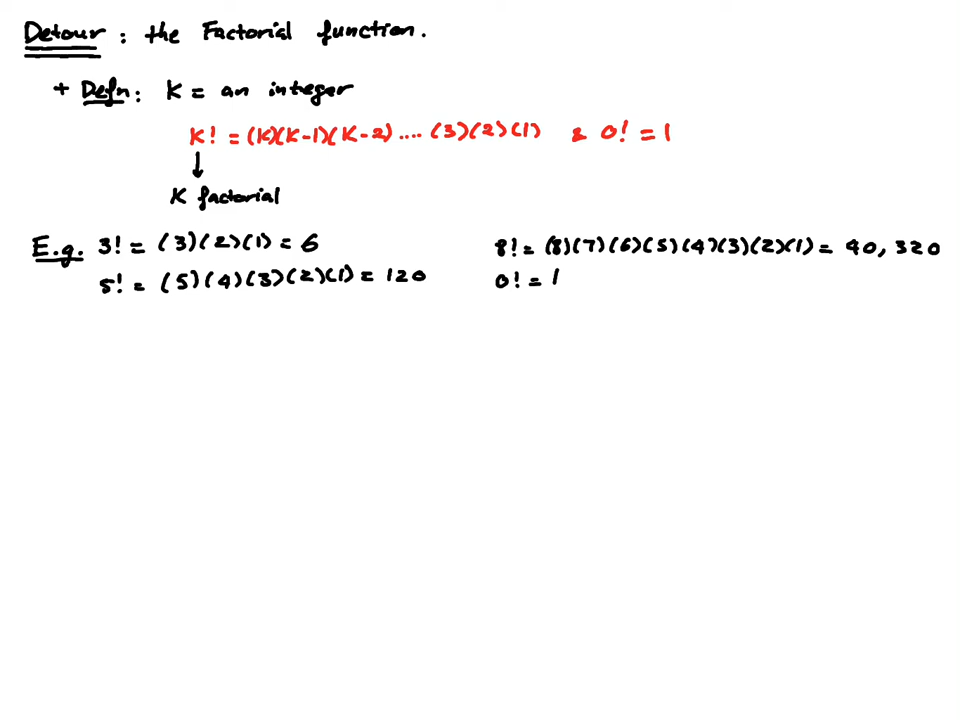 Detour : the Factorial function.
+ Defn: K = an integer
K! = (K)(K-1)(K-2) .... (3)(2)(1) & 0! = 1
↓
K factorial
E.g. 3! = (3)(2)(1) = 6
5! = (5)(4)(3)(2)(1) = 120
8! = (8)(7)(6)(5)(4)(3)(2)(1) = 40,320
0! = 1